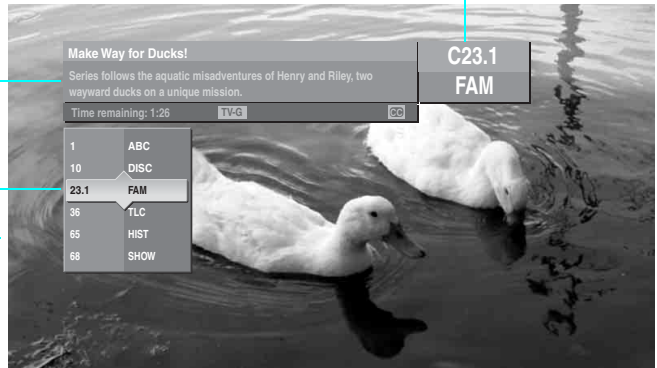 Make Way for Ducks!
C23.1
FAM
Series follows the aquatic misadventures of Henry and Riley, two
wayward ducks on a unique mission.
Time remaining: 1:26 TV-G CC
1 ABC
10 DISC
23.1 FAM
36 TLC
65 HIST
68 SHOW